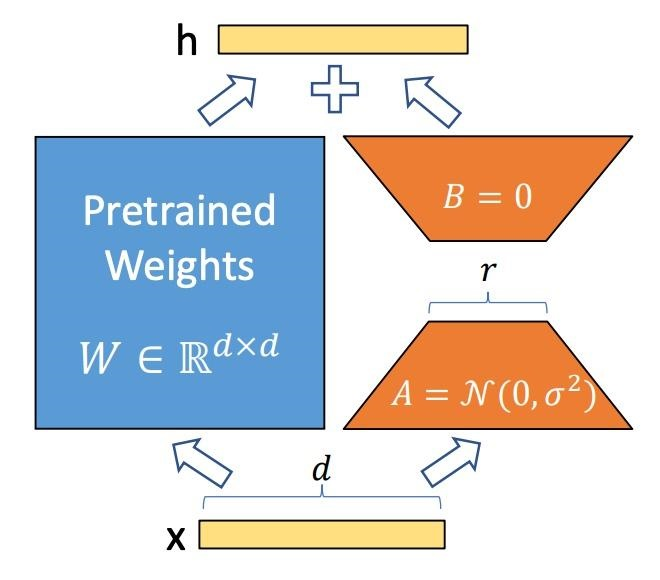 h
Pretrained
Weights
W ∈ ℝ^{d×d}
B = 0
r
A = 𝒩(0, σ²)
d
x